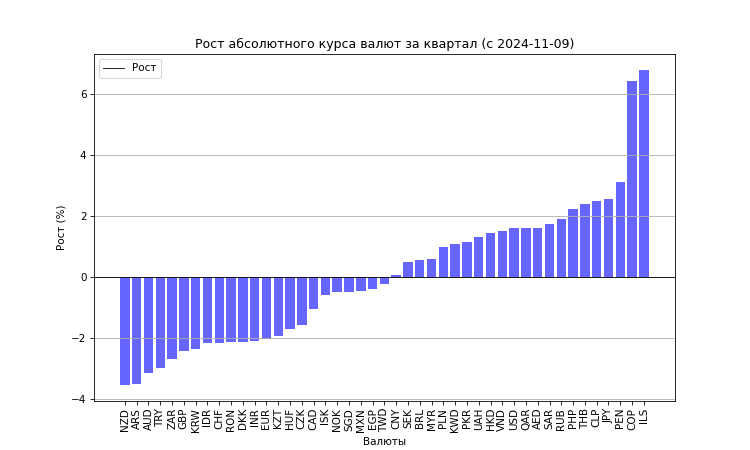 Рост абсолютного курса валют за квартал (с 2024-11-09)
Рост
Рост (%)
6
4
2
0
−2
−4
NZD ARS AUD TRY ZAR GBP KRW IDR CHF RON DKK INR EUR KZT HUF CZK CAD ISK NOK SGD MXN EGP TWD CNY SEK BRL MYR PLN KWD PKR UAH HKD VND USD QAR AED SAR RUB PHP THB CLP JPY PEN COP ILS
Валюты